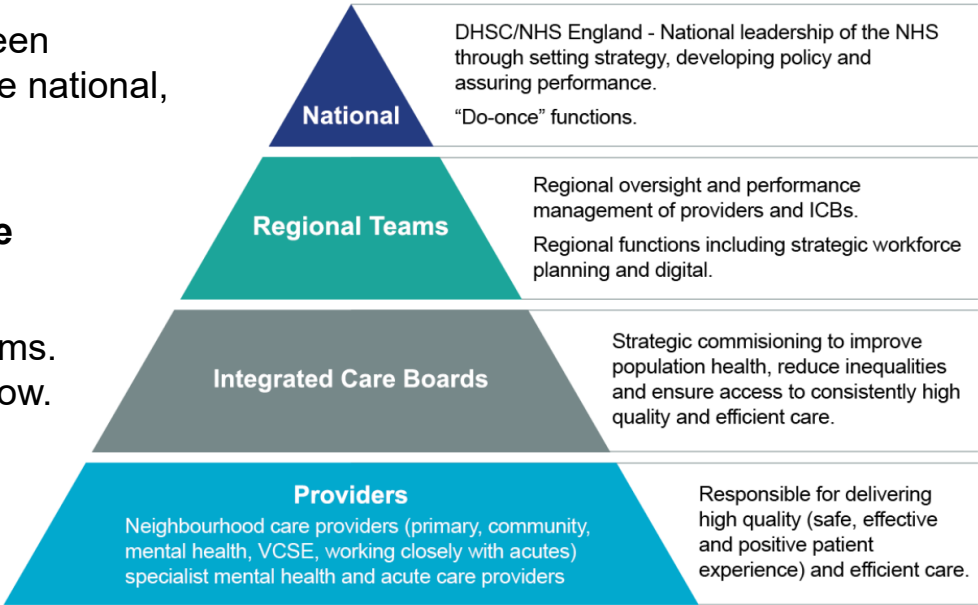 een
e national,
e
ms.
ow.
National
DHSC/NHS England - National leadership of the NHS
through setting strategy, developing policy and
assuring performance.
“Do-once” functions.
Regional Teams
Regional oversight and performance
management of providers and ICBs.
Regional functions including strategic workforce
planning and digital.
Integrated Care Boards
Strategic commisioning to improve
population health, reduce inequalities
and ensure access to consistently high
quality and efficient care.
Providers
Neighbourhood care providers (primary, community,
mental health, VCSE, working closely with acutes)
specialist mental health and acute care providers
Responsible for delivering
high quality (safe, effective
and positive patient
experience) and efficient care.